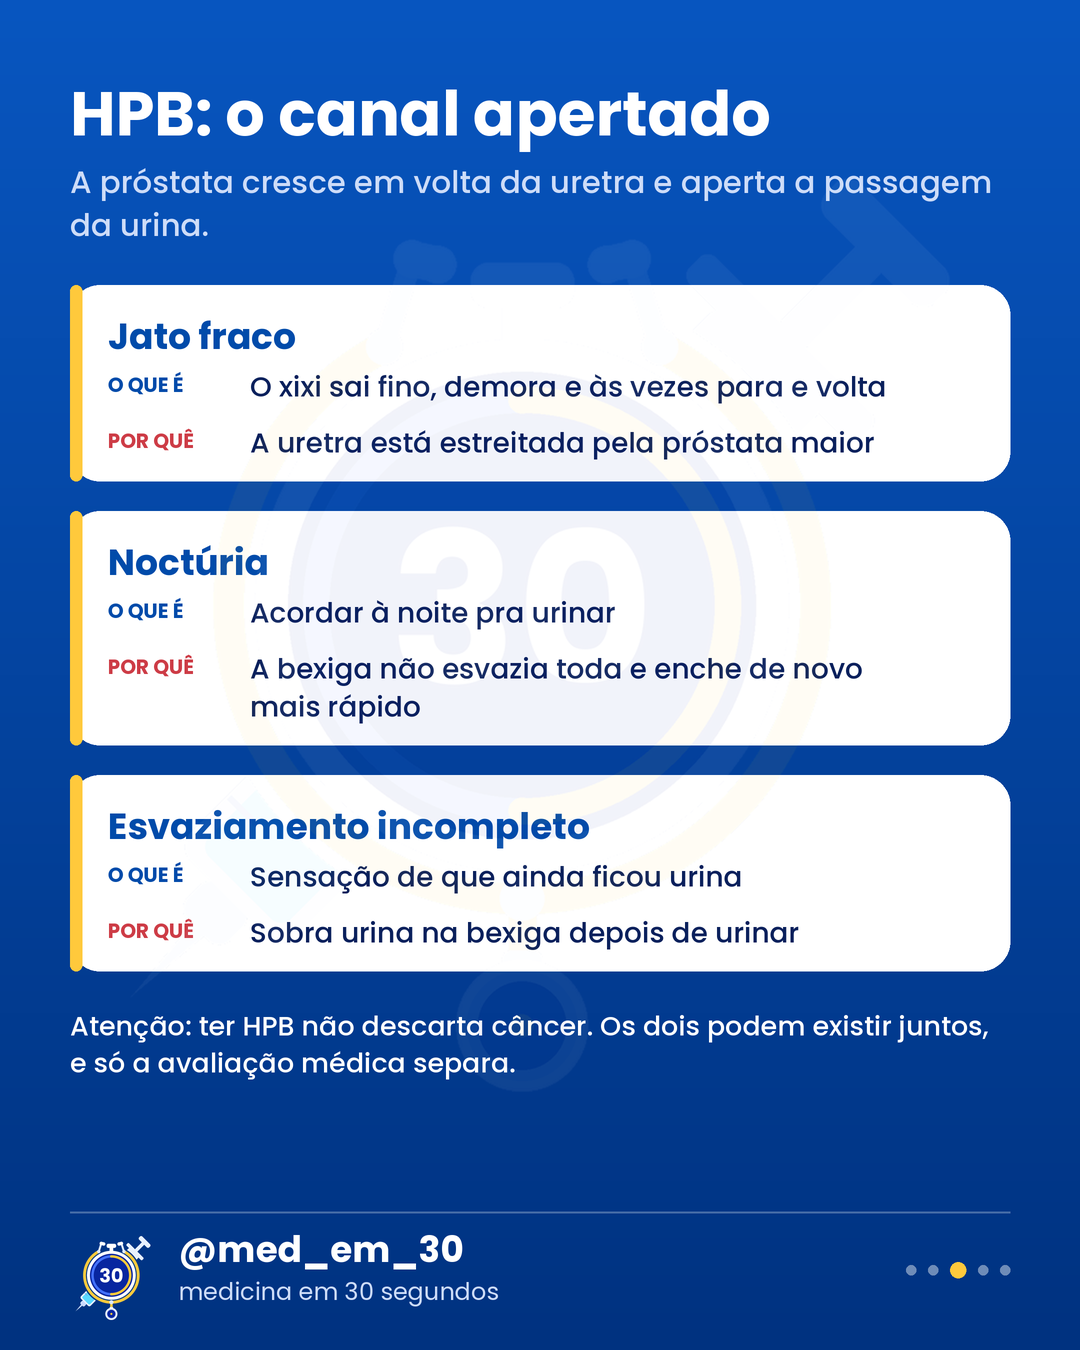 HPB: o canal apertado
A próstata cresce em volta da uretra e aperta a passagem
da urina.
Jato fraco
O QUE É O xixi sai fino, demora e às vezes para e volta
POR QUÊ A uretra está estreitada pela próstata maior
30
Noctúria
O QUE É Acordar à noite pra urinar
POR QUÊ A bexiga não esvazia toda e enche de novo
mais rápido
Esvaziamento incompleto
O QUE É Sensação de que ainda ficou urina
POR QUÊ Sobra urina na bexiga depois de urinar
Atenção: ter HPB não descarta câncer. Os dois podem existir juntos,
e só a avaliação médica separa.
30
@med_em_30
medicina em 30 segundos